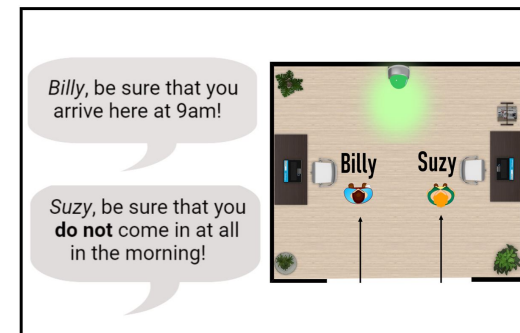 Billy, be sure that you
arrive here at 9am!
Billy
Suzy
Suzy, be sure that you
do not come in at all
in the morning!